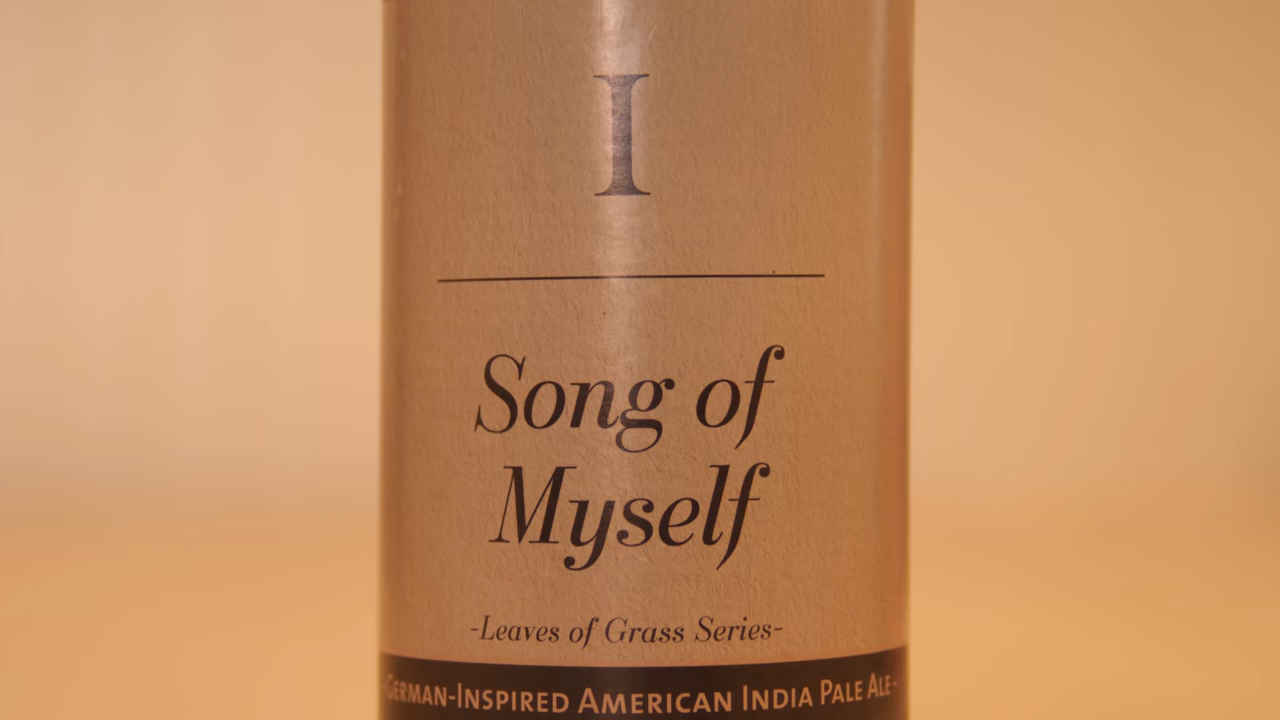 I
Song of
Myself
-Leaves of Grass Series-
German-Inspired American India Pale Ale-